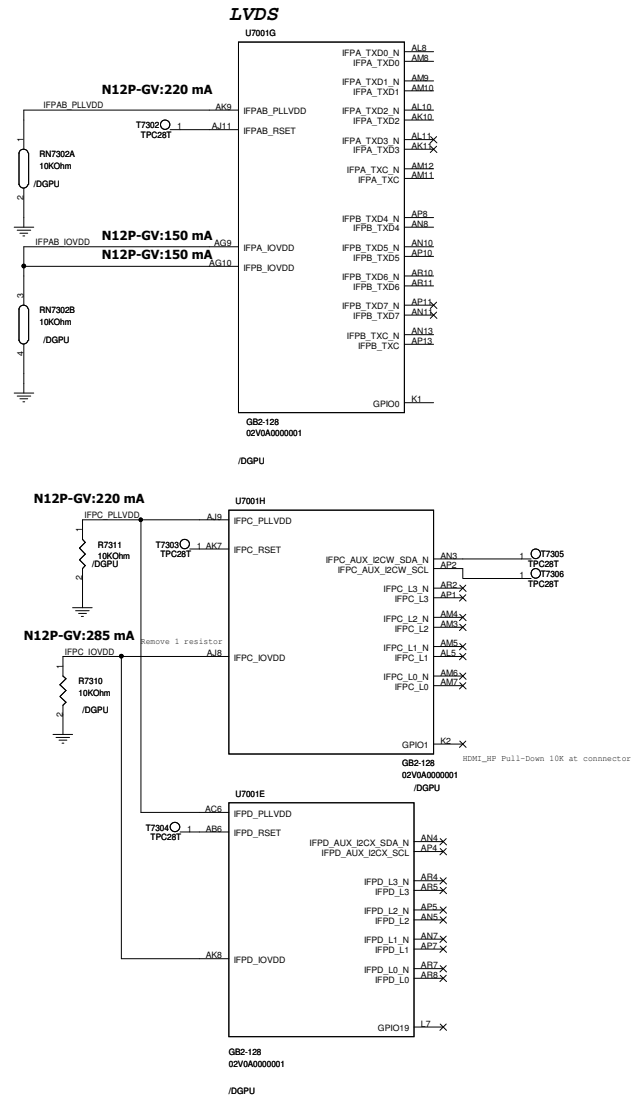 LVDS
U7001G
IFPA_TXD0_N AL8
IFPA_TXD0 AM8
IFPA_TXD1_N AM9
IFPA_TXD1 AM10
N12P-GV:220 mA
IFPAB_PLLVDD AK9 IFPAB_PLLVDD
IFPA_TXD2_N AL10
IFPA_TXD2 AK10
T7302 1 AJ11 IFPAB_RSET
TPC28T
IFPA_TXD3_N AL11
IFPA_TXD3 AK11
1
RN7302A
10KOhm
/DGPU
2
IFPA_TXC_N AM12
IFPA_TXC AM11
IFPB_TXD4_N AP8
IFPB_TXD4 AN8
N12P-GV:150 mA
IFPAB_IOVDD AG9 IFPA_IOVDD
N12P-GV:150 mA
AG10 IFPB_IOVDD
IFPB_TXD5_N AN10
IFPB_TXD5 AP10
IFPB_TXD6_N AR10
IFPB_TXD6 AR11
3
RN7302B
10KOhm
/DGPU
4
IFPB_TXD7_N AP11
IFPB_TXD7 AN11
IFPB_TXC_N AN13
IFPB_TXC AP13
GPIO0 K1
GB2-128
02V0A0000001
/DGPU
N12P-GV:220 mA
U7001H
IFPC_PLLVDD AJ9 IFPC_PLLVDD
1
R7311
10KOhm
/DGPU
2
T7303 1 AK7 IFPC_RSET
TPC28T
IFPC_AUX_I2CW_SDA_N AN3 1 T7305
TPC28T
IFPC_AUX_I2CW_SCL AP2 1 T7306
TPC28T
IFPC_L3_N AR2
IFPC_L3 AP1
IFPC_L2_N AM4
IFPC_L2 AM3
N12P-GV:285 mA
Remove 1 resistor
IFPC_L1_N AM5
IFPC_L1 AL5
IFPC_IOVDD AJ8 IFPC_IOVDD
IFPC_L0_N AM6
IFPC_L0 AM7
1
R7310
10KOhm
/DGPU
2
GPIO1 K2
HDMI_HP Pull-Down 10K at connnector
GB2-128
02V0A0000001
/DGPU
U7001E
AC6 IFPD_PLLVDD
T7304 1 AB6 IFPD_RSET
TPC28T
IFPD_AUX_I2CX_SDA_N AN4
IFPD_AUX_I2CX_SCL AP4
IFPD_L3_N AR4
IFPD_L3 AR5
IFPD_L2_N AP5
IFPD_L2 AN5
IFPD_L1_N AN7
IFPD_L1 AP7
AK8 IFPD_IOVDD
IFPD_L0_N AR7
IFPD_L0 AR8
GPIO19 L7
GB2-128
02V0A0000001
/DGPU